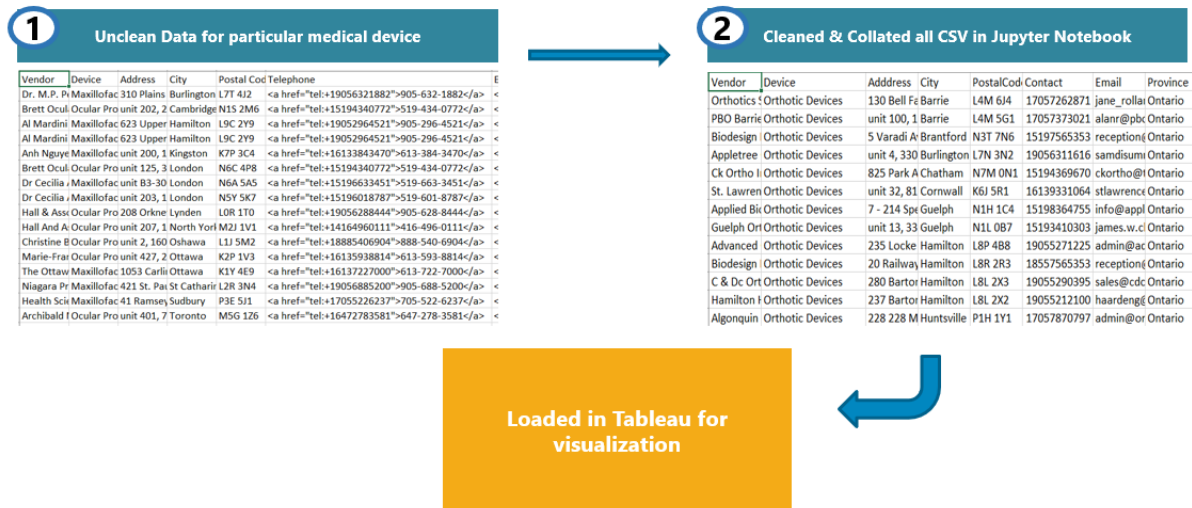 1
Unclean Data for particular medical device
2
Cleaned & Collated all CSV in Jupyter Notebook
Vendor Device Address City Postal Cod Telephone E
Dr. M.P. Pe Maxillofac 310 Plains Burlington L7T 4J2 <a href="tel:+19056321882">905-632-1882</a> <
Brett Ocul Ocular Pro unit 202, 2 Cambridge N1S 2M6 <a href="tel:+15194340772">519-434-0772</a> <
Al Mardini Maxillofac 623 Upper Hamilton L9C 2Y9 <a href="tel:+19052964521">905-296-4521</a> <
Al Mardini Maxillofac 623 Upper Hamilton L9C 2Y9 <a href="tel:+19052964521">905-296-4521</a> <
Anh Nguye Maxillofac unit 200, 1 Kingston K7P 3C4 <a href="tel:+16133843470">613-384-3470</a> <
Brett Ocul Ocular Pro unit 125, 3 London N6C 4P8 <a href="tel:+15194340772">519-434-0772</a> <
Dr Cecilia A Maxillofac unit B3-30 London N6A 5A5 <a href="tel:+15196633451">519-663-3451</a> <
Dr Cecilia A Maxillofac unit 203, 1 London N5Y 5K7 <a href="tel:+15196018787">519-601-8787</a> <
Hall & Asso Ocular Pro 208 Orkne Lynden L0R 1T0 <a href="tel:+19056288444">905-628-8444</a> <
Hall And As Ocular Pro unit 207, 1 North York M2J 1V1 <a href="tel:+14164960111">416-496-0111</a> <
Christine B Ocular Pro unit 2, 160 Oshawa L1J 5M2 <a href="tel:+18885406904">888-540-6904</a> <
Marie-Fran Ocular Pro unit 427, 2 Ottawa K2P 1V3 <a href="tel:+16135938814">613-593-8814</a> <
The Ottaw Maxillofac 1053 Carlin Ottawa K1Y 4E9 <a href="tel:+16137227000">613-722-7000</a> <
Niagara Pr Maxillofac 421 St. Pau St Catharin L2R 3N4 <a href="tel:+19056885200">905-688-5200</a> <
Health Scie Maxillofac 41 Ramsey Sudbury P3E 5J1 <a href="tel:+17055226237">705-522-6237</a> <
Archibald M Ocular Pro unit 401, 7 Toronto M5G 1Z6 <a href="tel:+16472783581">647-278-3581</a> <
Vendor Device Adddress City PostalCode Contact Email Province
Orthotics S Orthotic Devices 130 Bell Fa Barrie L4M 6J4 17057262871 jane_rolla Ontario
PBO Barrie Orthotic Devices unit 100, 1 Barrie L4M 5G1 17057373021 alanr@pbo Ontario
Biodesign Orthotic Devices 5 Varadi Av Brantford N3T 7N6 15197565353 reception@ Ontario
Appletree Orthotic Devices unit 4, 330 Burlington L7N 3N2 19056311616 samdisum Ontario
Ck Ortho I Orthotic Devices 825 Park A Chatham N7M 0N1 15194369670 ckortho@ Ontario
St. Lawren Orthotic Devices unit 32, 81 Cornwall K6J 5R1 16139331064 stlawrence Ontario
Applied Bi Orthotic Devices 7 - 214 Spe Guelph N1H 1C4 15198364755 info@appl Ontario
Guelph Ort Orthotic Devices unit 13, 33 Guelph N1L 0B7 15193410303 james.w.c Ontario
Advanced Orthotic Devices 235 Locke Hamilton L8P 4B8 19055271225 admin@ac Ontario
Biodesign Orthotic Devices 20 Railway Hamilton L8R 2R3 18557565353 reception@ Ontario
C & Dc Ort Orthotic Devices 280 Barton Hamilton L8L 2X3 19055290395 sales@cdc Ontario
Hamilton H Orthotic Devices 237 Barton Hamilton L8L 2X2 19055212100 haardeng@ Ontario
Algonquin Orthotic Devices 228 228 M Huntsville P1H 1Y1 17057870797 admin@or Ontario
Loaded in Tableau for
visualization